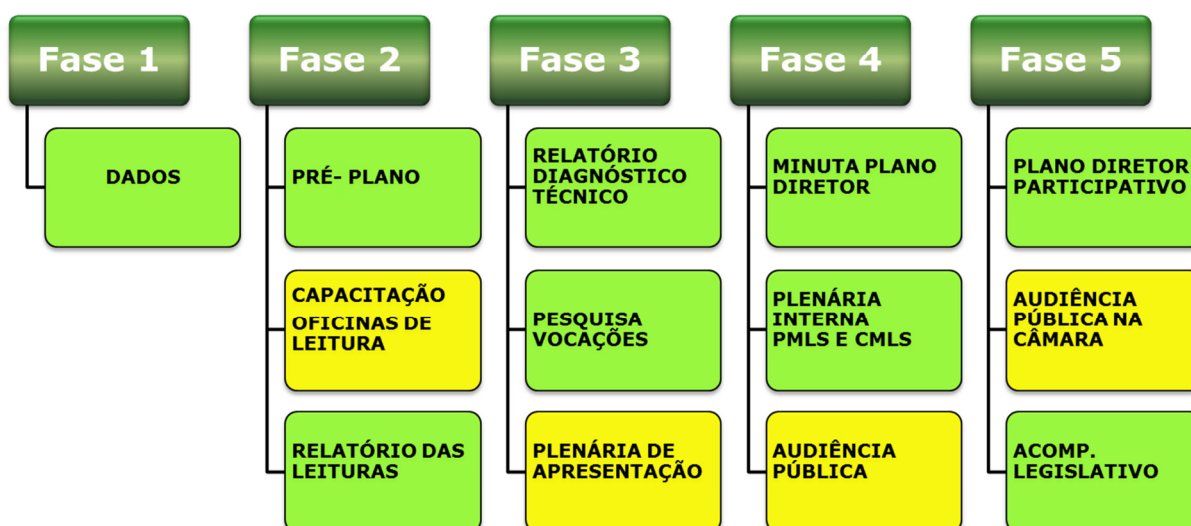 Fase 1
DADOS
Fase 2
PRÉ- PLANO
CAPACITAÇÃO
OFICINAS DE
LEITURA
RELATÓRIO DAS
LEITURAS
Fase 3
RELATÓRIO
DIAGNÓSTICO
TÉCNICO
PESQUISA
VOCAÇÕES
PLENÁRIA DE
APRESENTAÇÃO
Fase 4
MINUTA PLANO
DIRETOR
PLENÁRIA
INTERNA
PMLS E CMLS
AUDIÊNCIA
PÚBLICA
Fase 5
PLANO DIRETOR
PARTICIPATIVO
AUDIÊNCIA
PÚBLICA NA
CÂMARA
ACOMP.
LEGISLATIVO